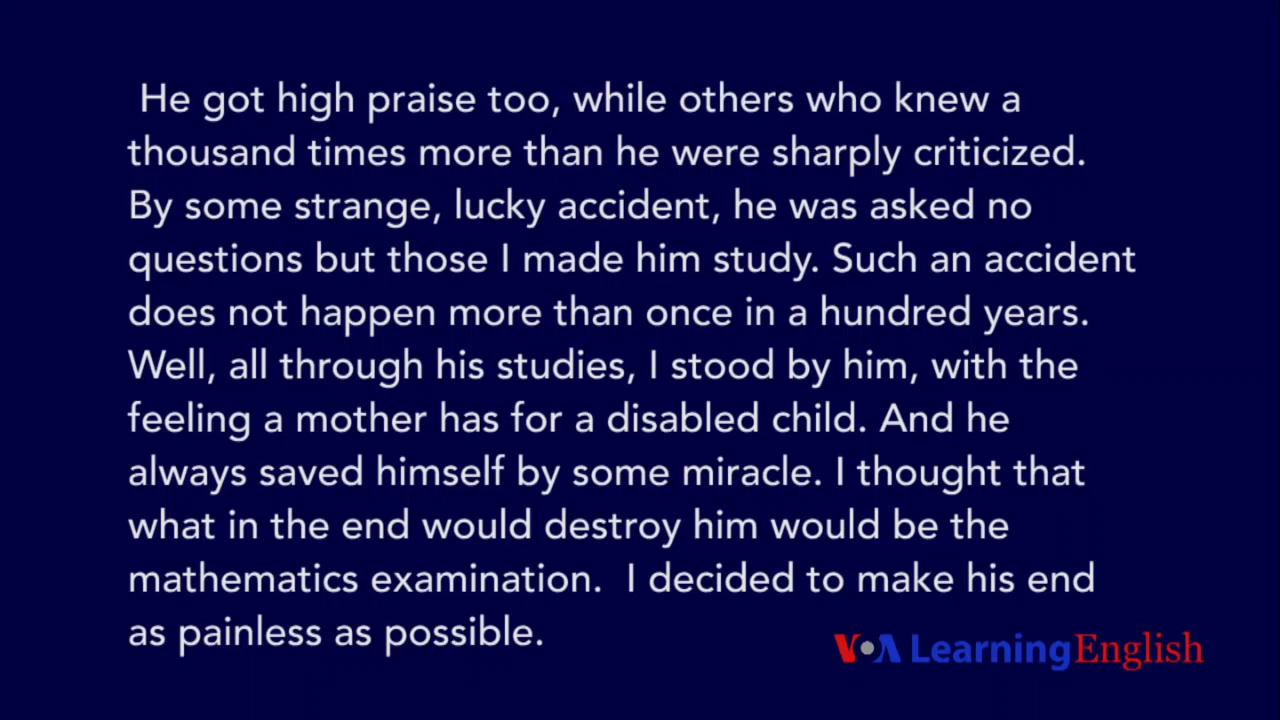 He got high praise too, while others who knew a
thousand times more than he were sharply criticized.
By some strange, lucky accident, he was asked no
questions but those I made him study. Such an accident
does not happen more than once in a hundred years.
Well, all through his studies, I stood by him, with the
feeling a mother has for a disabled child. And he
always saved himself by some miracle. I thought that
what in the end would destroy him would be the
mathematics examination.  I decided to make his end
as painless as possible.
VOA Learning English